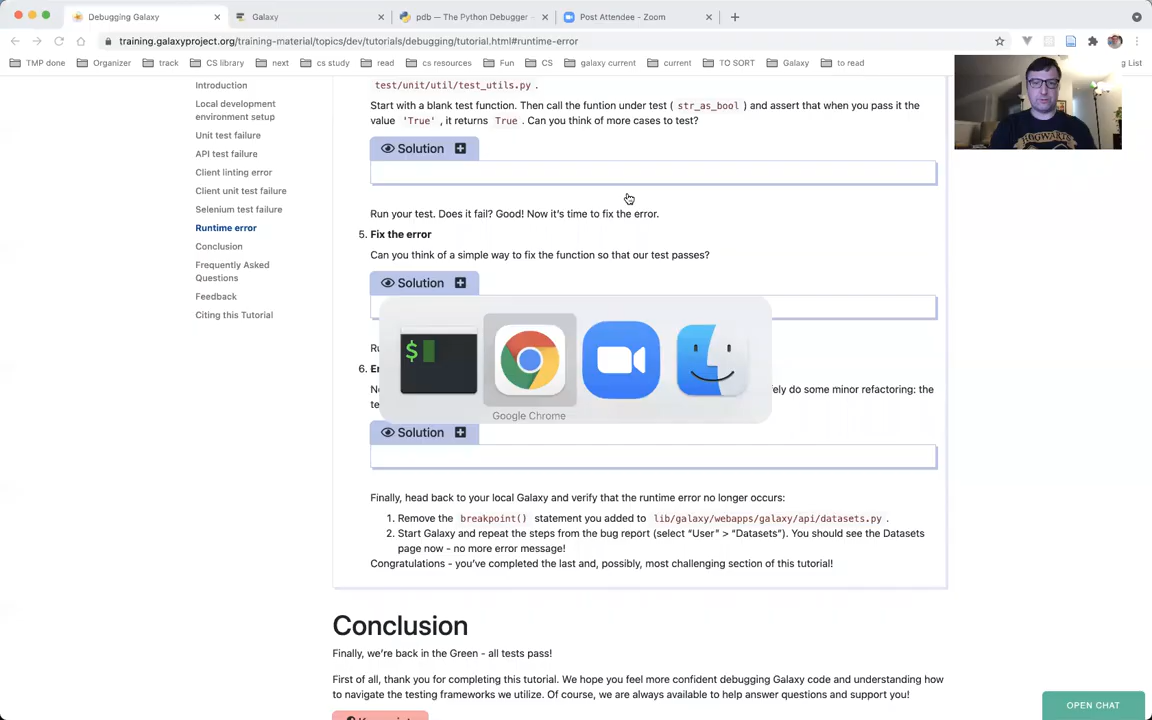 Debugging Galaxy
Galaxy
pdb — The Python Debugger
Post Attendee - Zoom
training.galaxyproject.org/training-material/topics/dev/tutorials/debugging/tutorial.html#runtime-error
TMP done
Organizer
track
CS library
next
cs study
read
cs resources
Fun
CS
galaxy current
current
TO SORT
Galaxy
to read
g List
Introduction
Local development
environment setup
Unit test failure
API test failure
Client linting error
Client unit test failure
Selenium test failure
Runtime error
Conclusion
Frequently Asked
Questions
Feedback
Citing this Tutorial
test/unit/util/test_utils.py .
Start with a blank test function. Then call the funtion under test ( str_as_bool ) and assert that when you pass it the
value 'True' , it returns True . Can you think of more cases to test?
Solution
Run your test. Does it fail? Good! Now it's time to fix the error.
5. Fix the error
Can you think of a simple way to fix the function so that our test passes?
Solution
$
Google Chrome
6.
ely do some minor refactoring: the
Solution
Finally, head back to your local Galaxy and verify that the runtime error no longer occurs:
1. Remove the breakpoint() statement you added to lib/galaxy/webapps/galaxy/api/datasets.py .
2. Start Galaxy and repeat the steps from the bug report (select “User” > “Datasets”). You should see the Datasets
page now - no more error message!
Congratulations - you've completed the last and, possibly, most challenging section of this tutorial!
Conclusion
Finally, we're back in the Green - all tests pass!
First of all, thank you for completing this tutorial. We hope you feel more confident debugging Galaxy code and understanding how
to navigate the testing frameworks we utilize. Of course, we are always available to help answer questions and support you!
HOGWARTS
OPEN CHAT